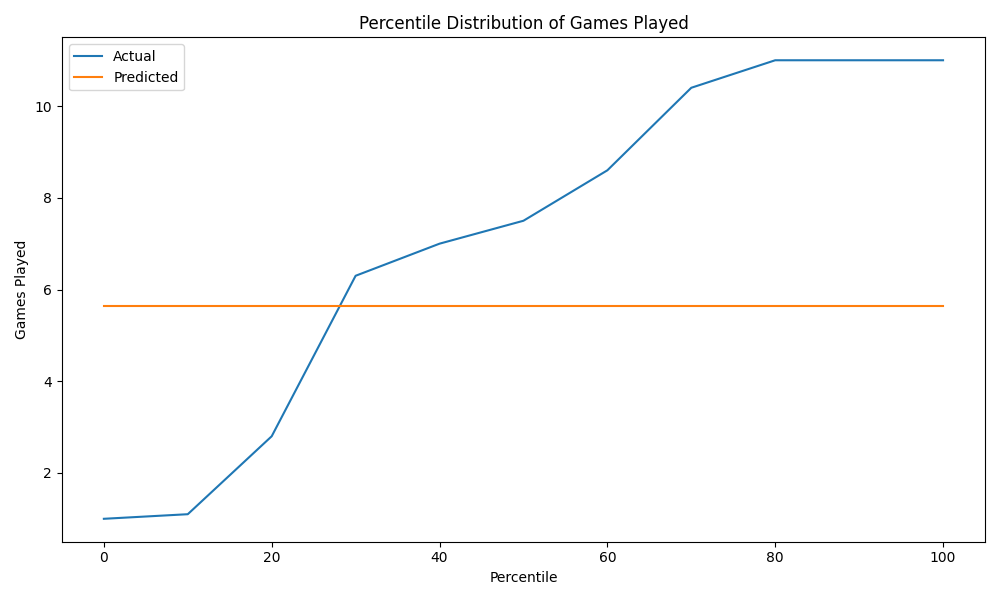 Percentile Distribution of Games Played
Actual
Predicted
10
8
6
4
2
Games Played
0 20 40 60 80 100
Percentile